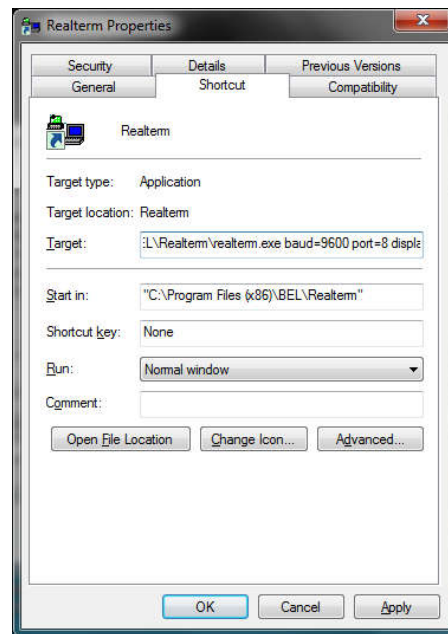 Realterm Properties
Security Details Previous Versions
General Shortcut Compatibility
Realterm
Target type: Application
Target location: Realterm
Target: :L\Realterm\realterm.exe baud=9600 port=8 displa
Start in: "C:\Program Files (x86)\BEL\Realterm"
Shortcut key: None
Run: Normal window
Comment:
Open File Location Change Icon... Advanced...
OK Cancel Apply